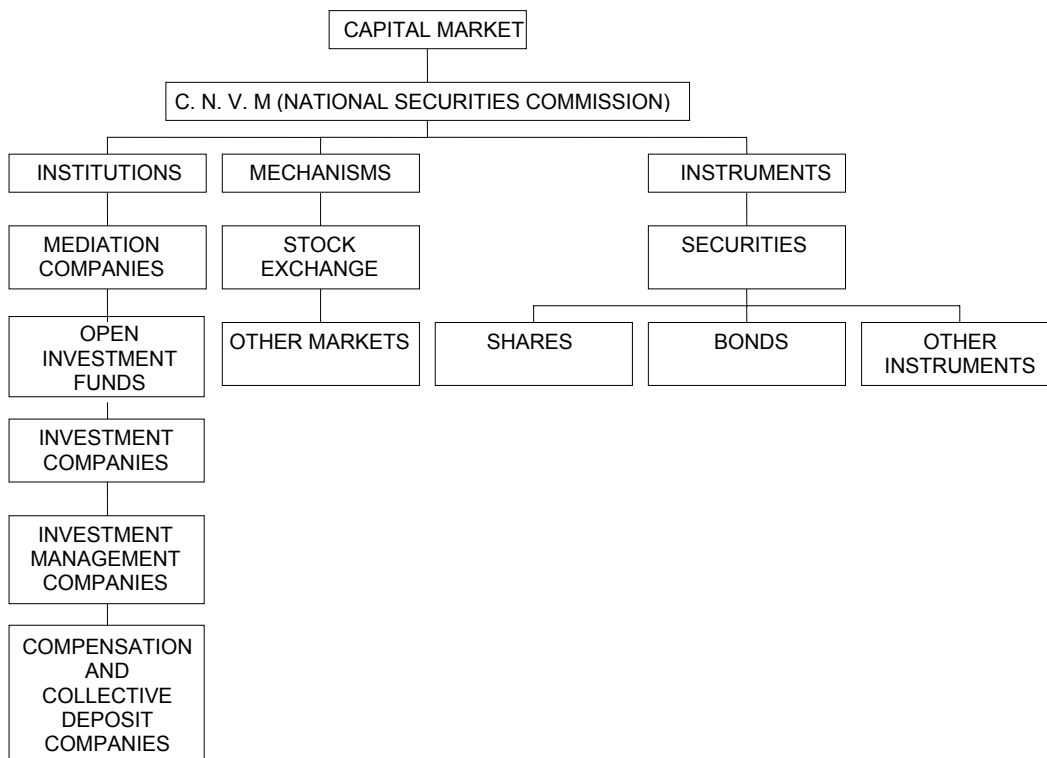 CAPITAL MARKET
C. N. V. M (NATIONAL SECURITIES COMMISSION)
INSTITUTIONS
MECHANISMS
INSTRUMENTS
MEDIATION
COMPANIES
STOCK
EXCHANGE
SECURITIES
OPEN
INVESTMENT
FUNDS
OTHER MARKETS
SHARES
BONDS
OTHER
INSTRUMENTS
INVESTMENT
COMPANIES
INVESTMENT
MANAGEMENT
COMPANIES
COMPENSATION
AND
COLLECTIVE
DEPOSIT
COMPANIES